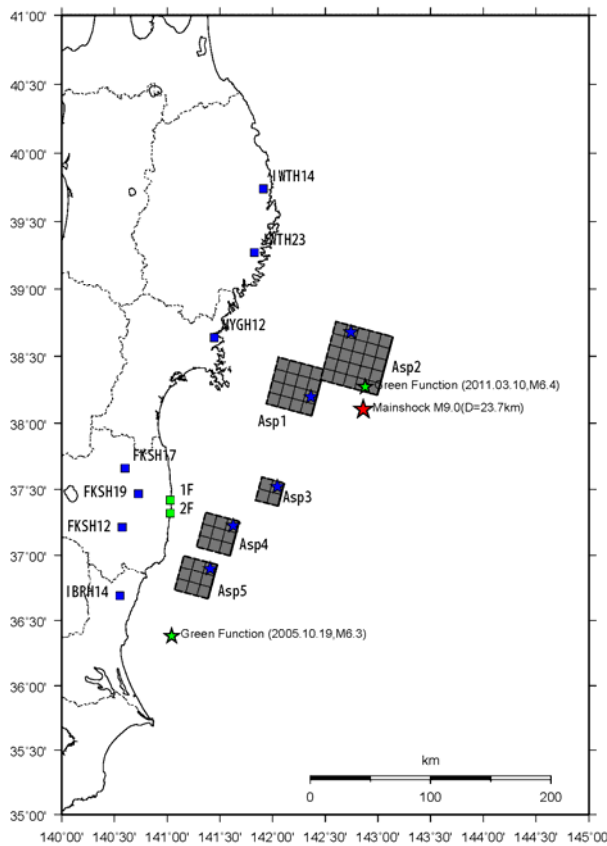 41°00'
40°30'
40°00'
39°30'
39°00'
38°30'
38°00'
37°30'
37°00'
36°30'
36°00'
35°00'
IWTH14
MYGH12
Asp2
Green Function (2011.03.10,M6.4)
Mainshock M9.0(D=23.7km)
Asp1
FKSH17
FKSH19
1F
2F
FKSH12
Asp3
Asp4
Asp5
IBRH14
Green Function (2005.10.19,M6.3)
km
0 100 200
35°30'
140°00' 140°30' 141°00' 141°30' 142°00' 142°30' 143°00' 143°30' 144°00' 144°30' 145°00'